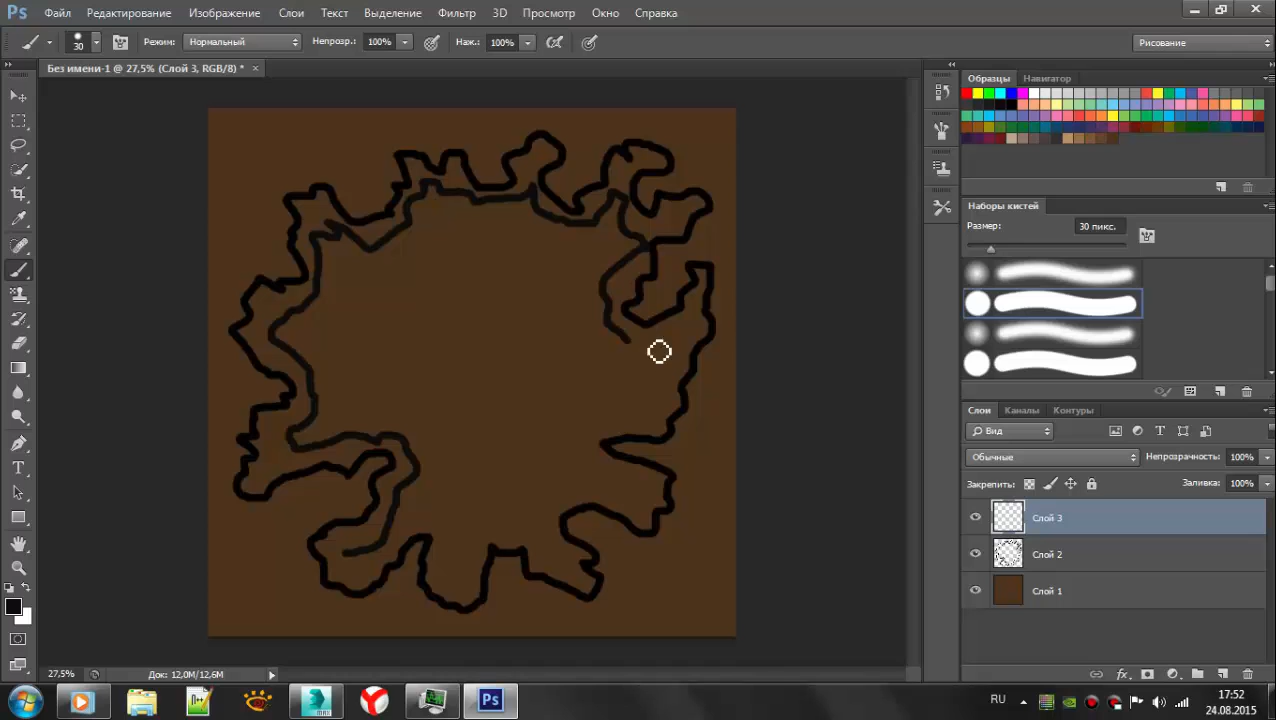 Ps Файл Редактирование Изображение Слои Текст Выделение Фильтр 3D Просмотр Окно Справка
30 Режим: Нормальный Непрозр.: 100% Наж.: 100% Рисование
Без имени-1 @ 27,5% (Слой 3, RGB/8) *
Образцы Навигатор
Наборы кистей
Размер: 30 пикс.
Слои Каналы Контуры
Вид
Обычные Непрозрачность: 100%
Закрепить: Заливка: 100%
Слой 3
Слой 2
Слой 1
27,5% Док: 12,0M/12,6M
Ps RU 17:52
24.08.2015